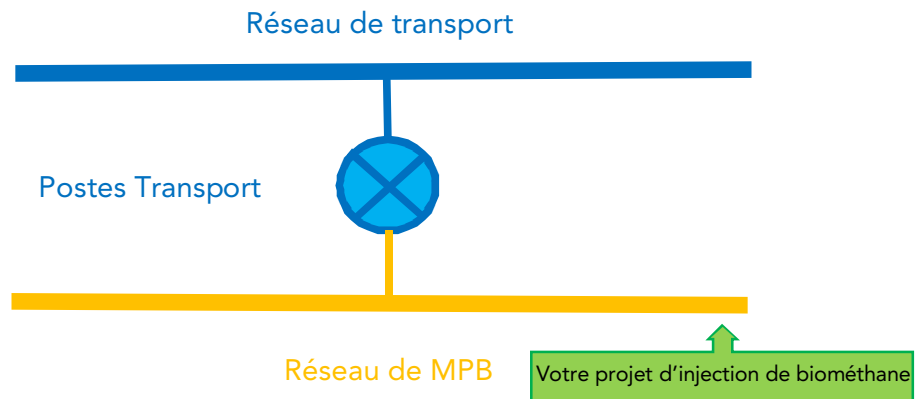 Réseau de transport
Postes Transport
Réseau de MPB
Votre projet d’injection de biométhane